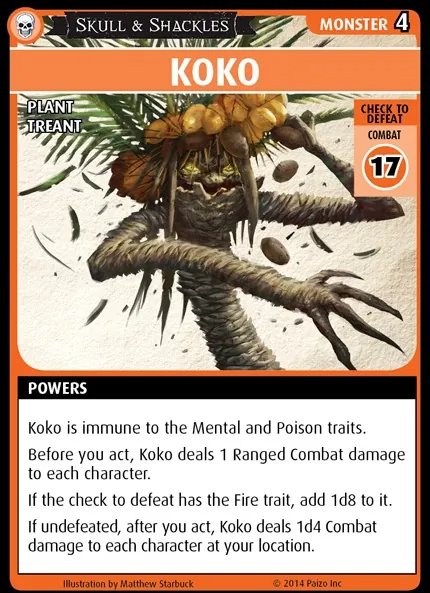 SKULL & SHACKLES
MONSTER 4
KOKO
PLANT
TREANT
CHECK TO
DEFEAT
COMBAT
17
POWERS
Koko is immune to the Mental and Poison traits.
Before you act, Koko deals 1 Ranged Combat damage
to each character.
If the check to defeat has the Fire trait, add 1d8 to it.
If undefeated, after you act, Koko deals 1d4 Combat
damage to each character at your location.
Illustration by Matthew Starbuck © 2014 Paizo Inc